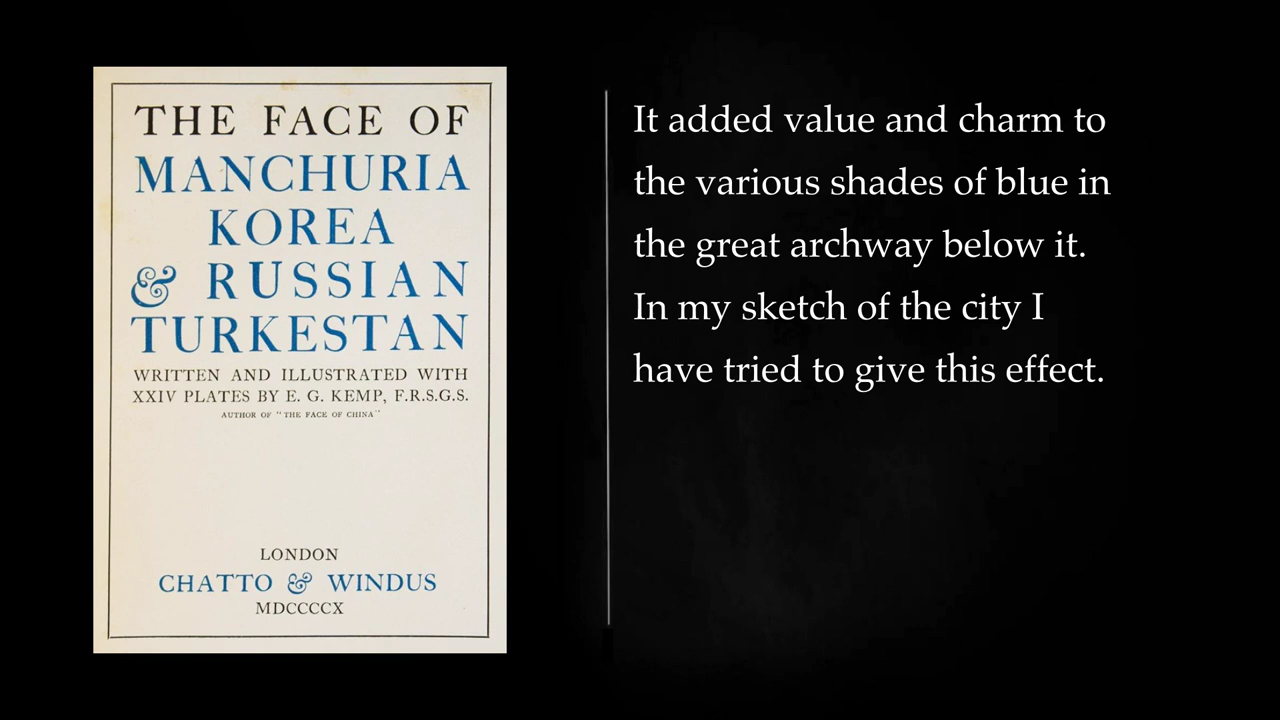 THE FACE OF
MANCHURIA
KOREA
& RUSSIAN
TURKESTAN
WRITTEN AND ILLUSTRATED WITH
XXIV PLATES BY E. G. KEMP, F.R.S.G.S.
AUTHOR OF "THE FACE OF CHINA"
LONDON
CHATTO & WINDUS
MDCCCCX
It added value and charm to
the various shades of blue in
the great archway below it.
In my sketch of the city I
have tried to give this effect.